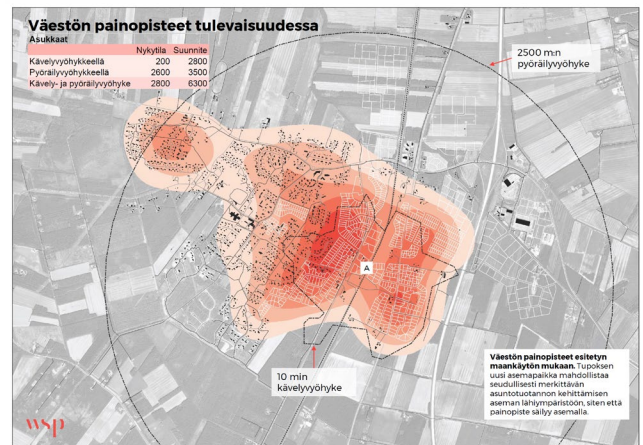 Väestön painopisteet tulevaisuudessa
Asukkaat
Nykytila Suunnite
Kävelyvyöhykkeellä 200 2800
Pyöräilyvyöhykkeellä 2600 3500
Kävely- ja pyöräilyvyöhyke 2800 6300
2500 m:n
pyöräilyvyöhyke
A
10 min
kävelyvyöhyke
Väestön painopisteet esitetyn
maankäytön mukaan. Tupoksen
uusi asemapaikka mahdollistaa
seudullisesti merkittävän
asuntotuotannon kehittämisen
aseman lähiympäristöön, siten että
painopiste säilyy asemalla.
wsp